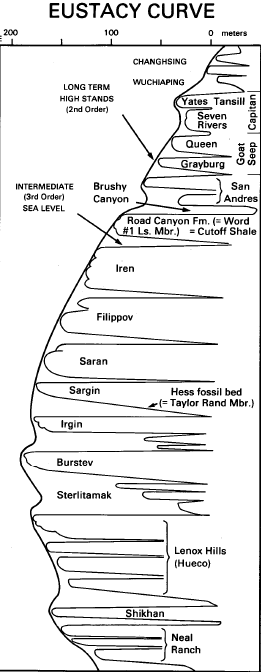 EUSTACY CURVE
200 100 0 meters
CHANGHSING
WUCHIAPING
LONG TERM
HIGH STANDS
(2nd Order)
Yates Tansill
Capitan
Seven
Rivers
Queen
Goat
Seep
Grayburg
INTERMEDIATE
(3rd Order)
SEA LEVEL
Brushy
Canyon
San
Andres
Road Canyon Fm. (= Word
#1 Ls. Mbr.) = Cutoff Shale
Iren
Filippov
Saran
Sargin
Hess fossil bed
(= Taylor Rand Mbr.)
Irgin
Burstev
Sterlitamak
Lenox Hills
(Hueco)
Shikhan
Neal
Ranch